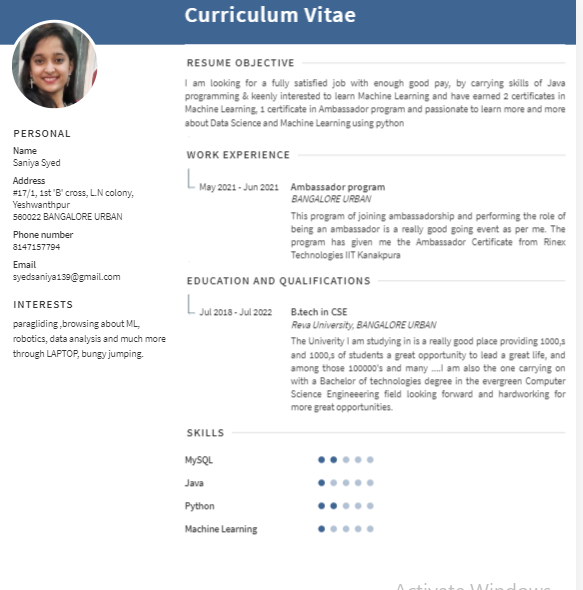 Curriculum Vitae
PERSONAL
Name
Saniya Syed
Address
#17/1, 1st 'B' cross, L.N colony,
Yeshwanthpur
560022 BANGALORE URBAN
Phone number
8147157794
Email
syedsaniya139@gmail.com
INTERESTS
paragliding ,browsing about ML,
robotics, data analysis and much more
through LAPTOP, bungy jumping.
RESUME OBJECTIVE
I am looking for a fully satisfied job with enough good pay, by carrying skills of Java
programming & keenly interested to learn Machine Learning and have earned 2 certificates in
Machine Learning, 1 certificate in Ambassador program and passionate to learn more and more
about Data Science and Machine Learning using python
WORK EXPERIENCE
May 2021 - Jun 2021 Ambassador program
BANGALORE URBAN
This program of joining ambassadorship and performing the role of
being an ambassador is a really good going event as per me. The
program has given me the Ambassador Certificate from Rinex
Technologies IIT Kanakpura
EDUCATION AND QUALIFICATIONS
Jul 2018 - Jul 2022 B.tech in CSE
Reva University, BANGALORE URBAN
The Univerity I am studying in is a really good place providing 1000,s
and 1000,s of students a great opportunity to lead a great life, and
among those 100000's and many ....I am also the one carrying on
with a Bachelor of technologies degree in the evergreen Computer
Science Engineeering field looking forward and hardworking for
more great opportunities.
SKILLS
MySQL
Java
Python
Machine Learning
Activate Windows